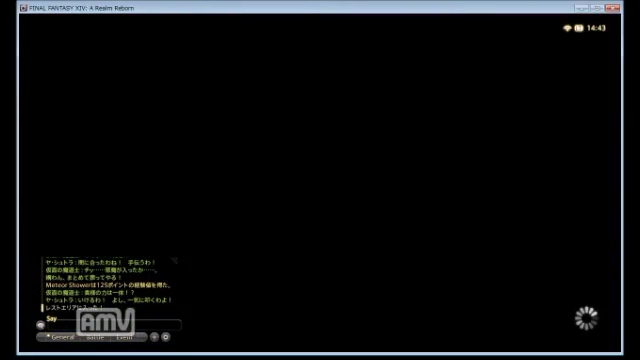 FINAL FANTASY XIV: A Realm Reborn
14:43
ヤ・シュトラ : 間に合ったわね！ 手伝うわ！
仮面の魔道士 : チッ……邪魔が入ったか……。
構わん、まとめて葬ってやる！
Meteor Showerは125ポイントの経験値を得た。
仮面の魔道士 : 貴様の力は一体！？
ヤ・シュトラ : いけるわ！ よし、一気に叩くわよ！
レストエリアに入った！
Say
AMV
General Battle Event